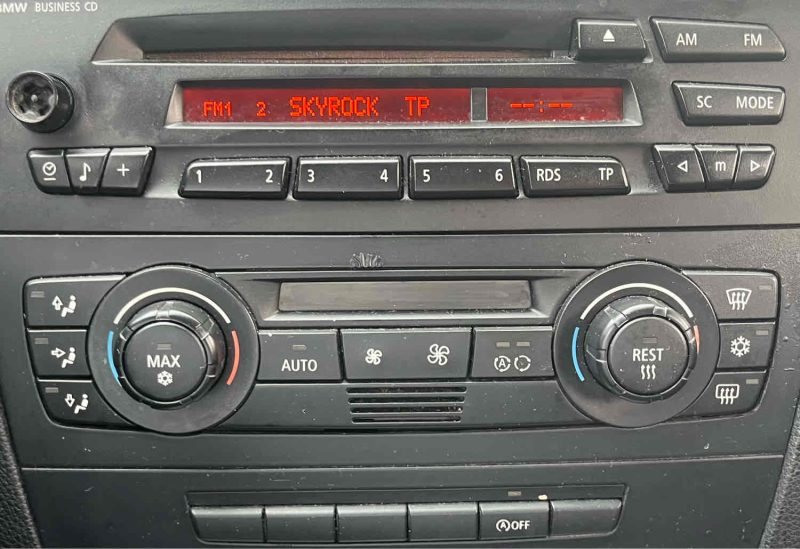 BMW BUSINESS CD
AM FM
FM1 2 SKYROCK TP --:--
SC MODE
+ 1 2 3 4 5 6 RDS TP m
MAX AUTO A REST
A OFF